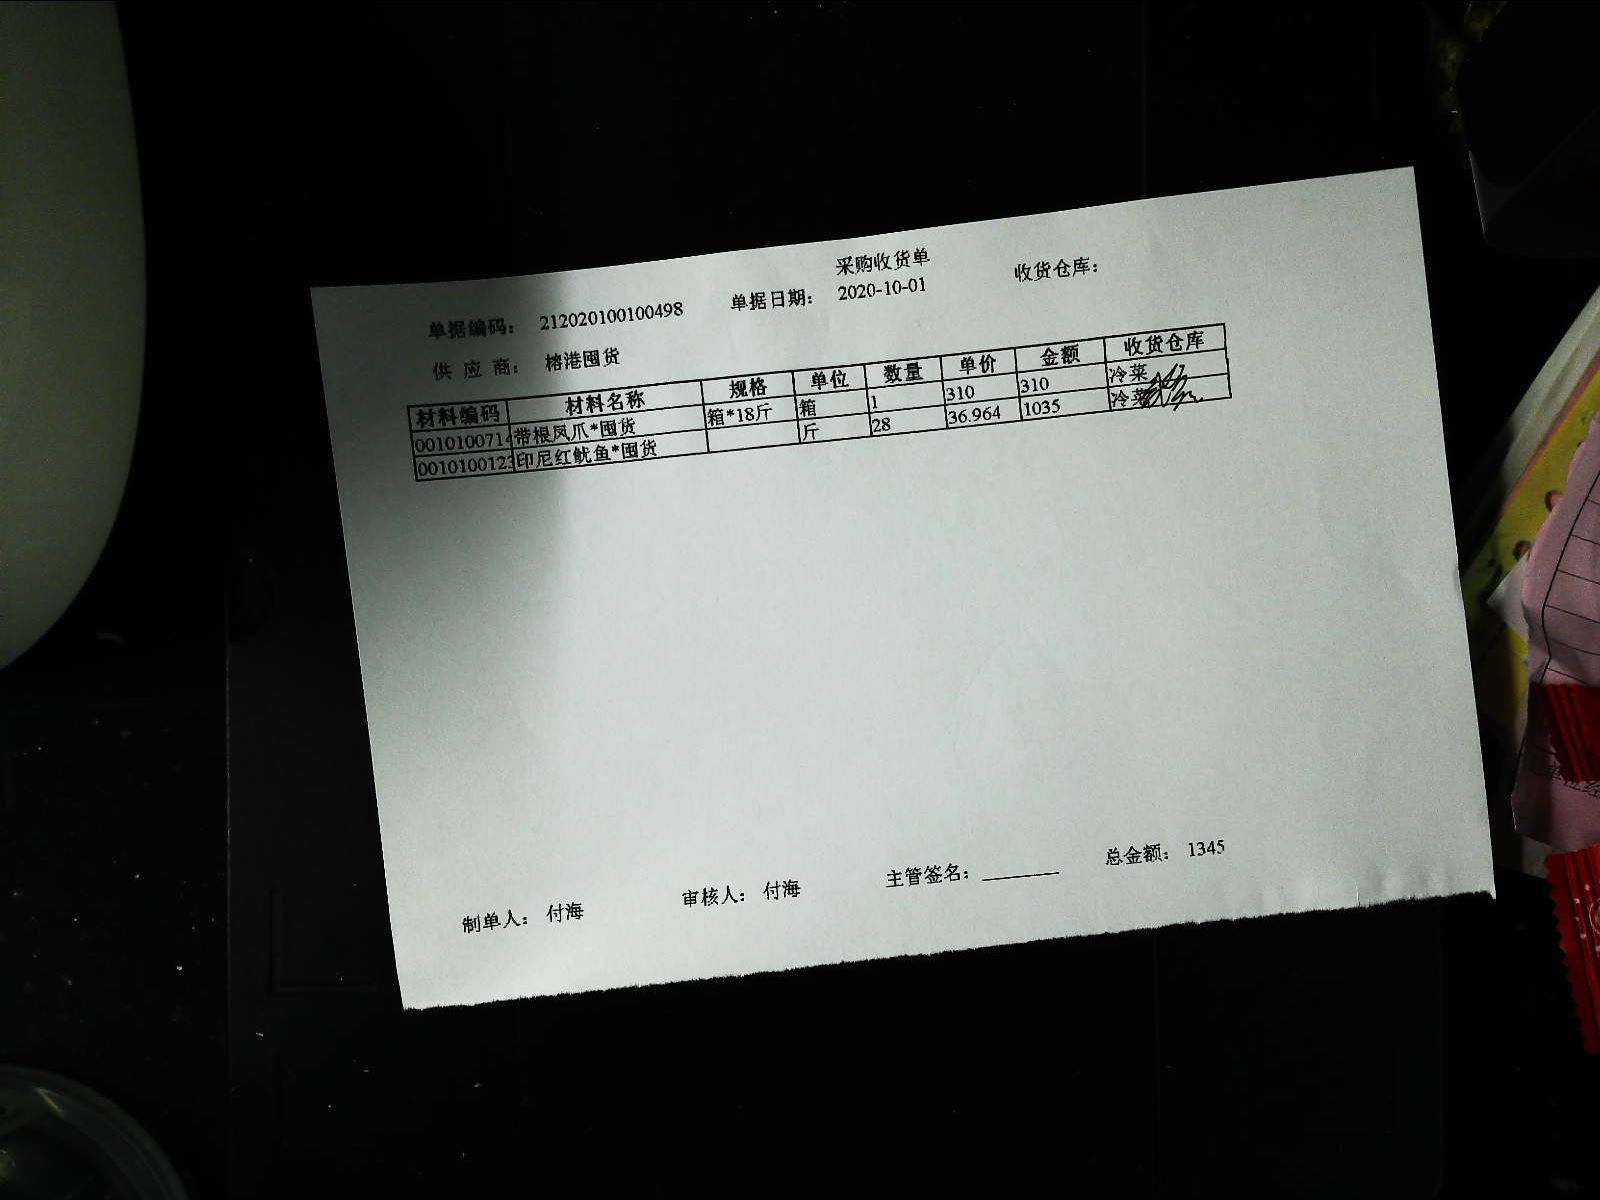 采购收货单
单据编码： 212020100100498 单据日期： 2020-10-01 收货仓库：
供 应 商： 榕港囤货
材料编码 材料名称 规格 单位 数量 单价 金额 收货仓库
0010100714 带根凤爪*囤货 箱*18斤 箱 1 310 310 冷菜
0010100123 印尼红鱿鱼*囤货 斤 28 36.964 1035 冷菜
制单人： 付海 审核人： 付海 主管签名： 总金额： 1345